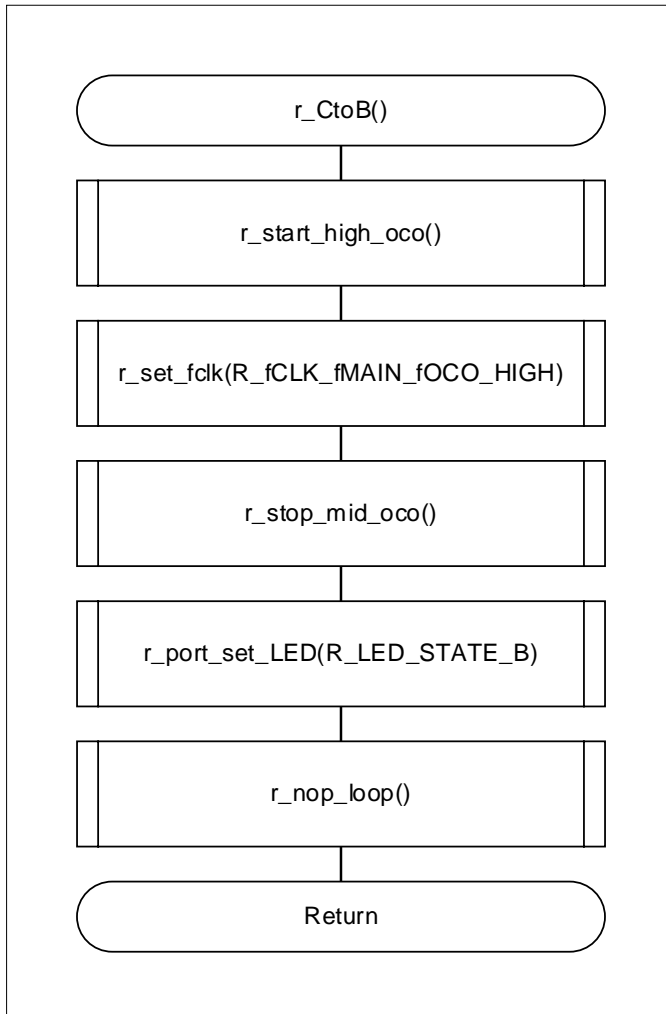 r_CtoB()
r_start_high_oco()
r_set_fclk(R_fCLK_fMAIN_fOCO_HIGH)
r_stop_mid_oco()
r_port_set_LED(R_LED_STATE_B)
r_nop_loop()
Return